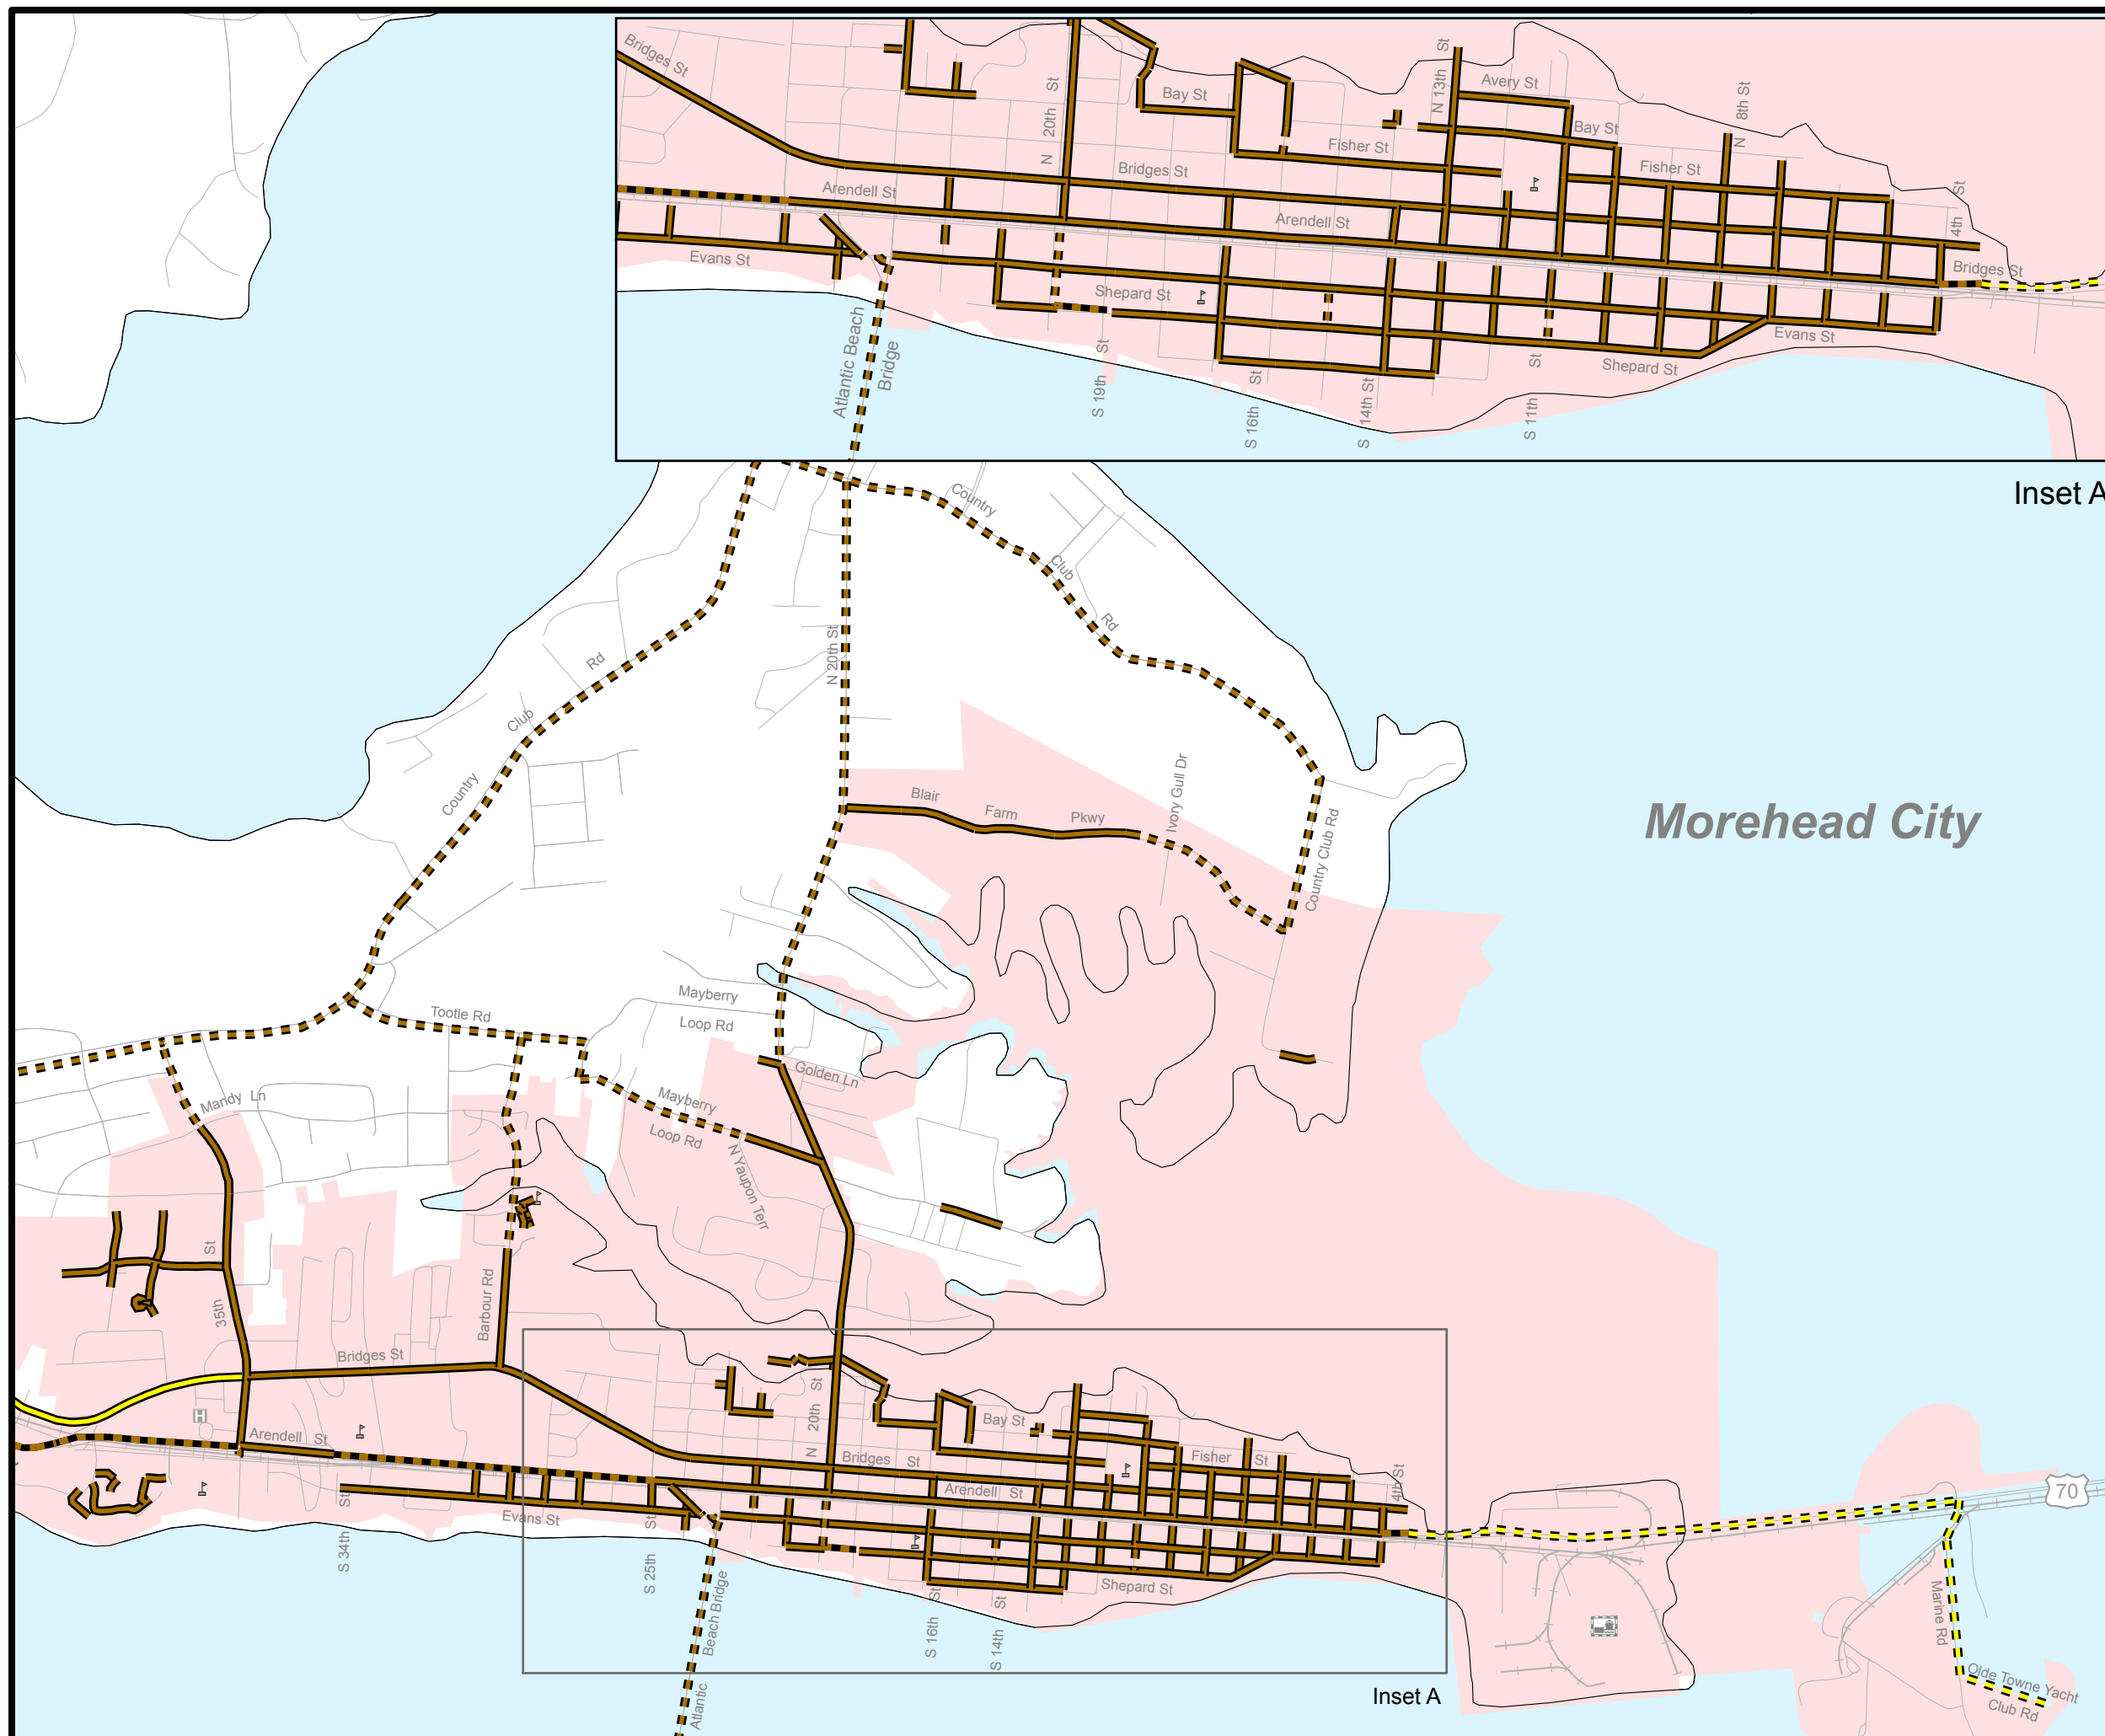 Bridges St
N 20th St
Bay St
N 13th St
Avery St
Bay St
N 8th St
Fisher St
Fisher St
Bridges St
Arendell St
Arendell St
4th St
Bridges St
Evans St
Shepard St
Evans St
Shepard St
Atlantic Beach
Bridge
S 19th St
S 16th St
S 14th St
S 11th St
Inset A
Country Club Rd
N 20th St
Country Club Rd
Blair Farm Pkwy
Ivory Gull Dr
Country Club Rd
Morehead City
Tootle Rd
Mayberry
Loop Rd
Golden Ln
Mandy Ln
Mayberry
Loop Rd
N Yaupon Terr
35th St
Barbour Rd
Bridges St
H
Arendell St
N 20th St
Bay St
Bridges St
Fisher St
Arendell St
4th St
70
Evans St
S 34th St
S 25th St
Shepard St
S 16th St
S 14th St
Atlantic Beach Bridge
Marine Rd
Olde Towne Yacht
Club Rd
Inset A